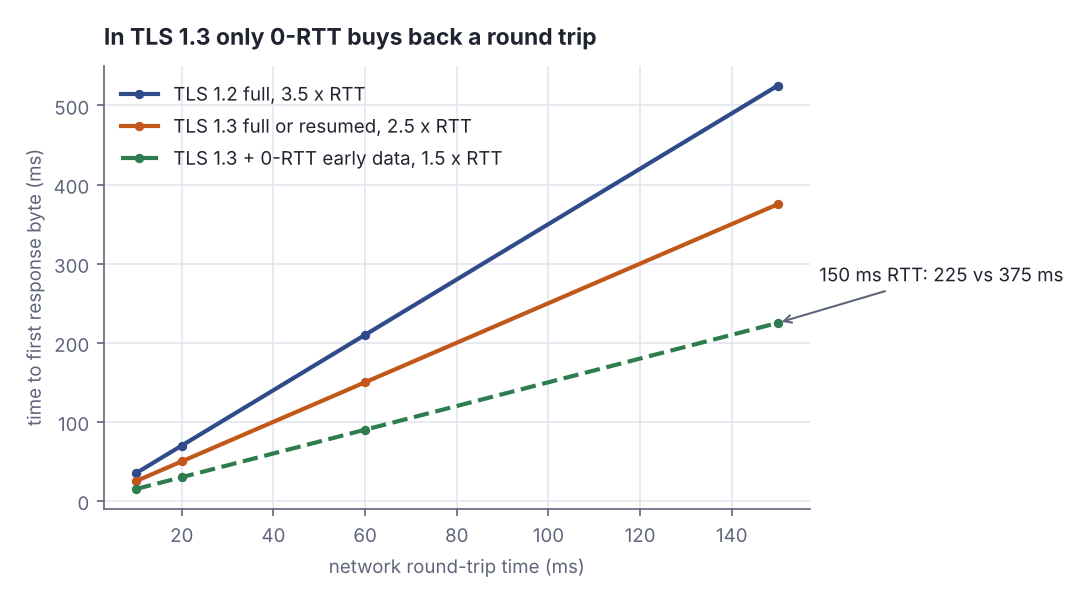 In TLS 1.3 only 0-RTT buys back a round trip
TLS 1.2 full, 3.5 x RTT
TLS 1.3 full or resumed, 2.5 x RTT
TLS 1.3 + 0-RTT early data, 1.5 x RTT
time to first response byte (ms)
500
400
300
200
100
0
150 ms RTT: 225 vs 375 ms
20
40
60
80
100
120
140
network round-trip time (ms)